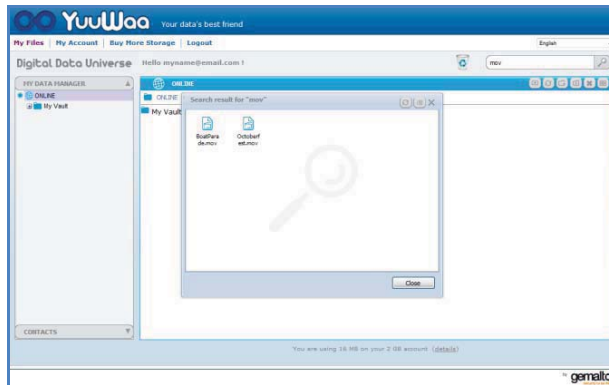 YuuWaa Your data's best friend
My Files My Account Buy More Storage Logout English
Digital Data Universe Hello myname@email.com ! mov
MY DATA MANAGER
ONLINE
My Vault
ONLINE
ONLINE
My Vault
Search result for "mov"
BoatPara
de.mov
Octoberf
est.mov
Close
CONTACTS
You are using 16 MB on your 2 GB account (details)
by gemalto